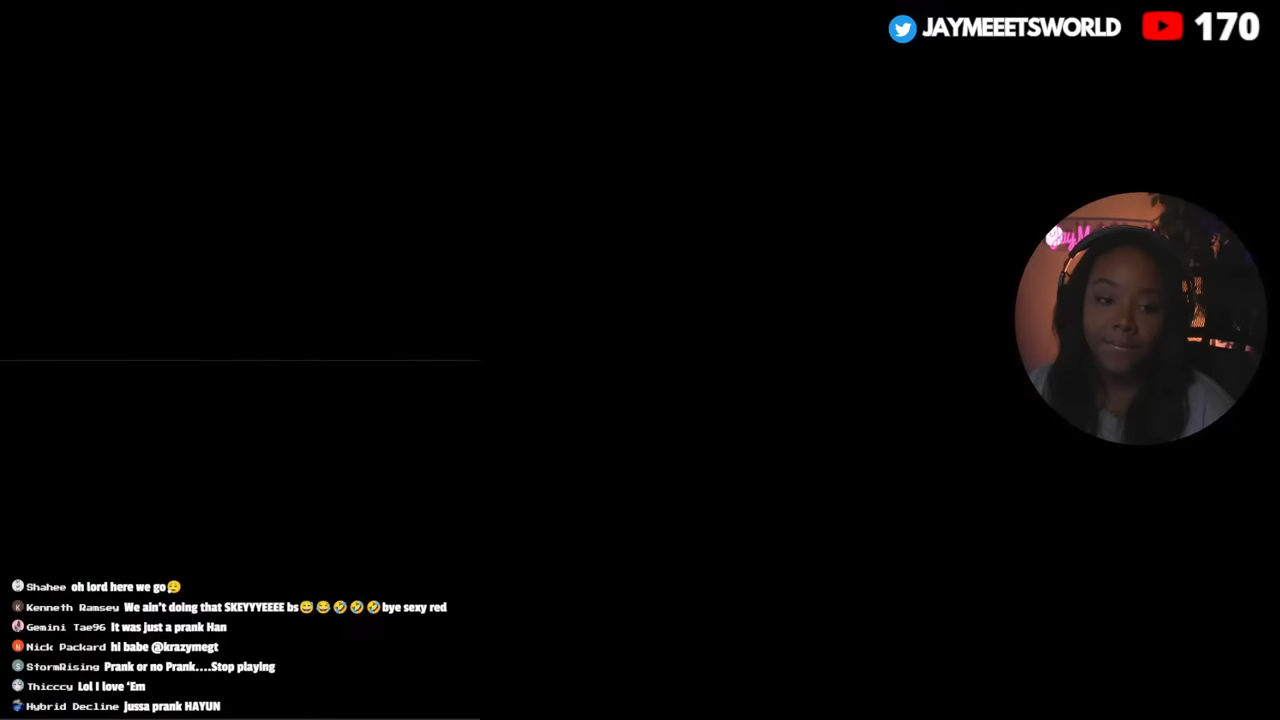 JAYMEEETSWORLD 170
Shahee oh lord here we go😮‍💨
Kenneth Ramsey We ain't doing that SKEYYYEEEE bs😅😂🤣🤣🤣bye sexy red
Gemini Tae96 It was just a prank Han
Nick Packard hi babe @krazymegt
StormRising Prank or no Prank....Stop playing
Thicccy Lol I love 'Em
Hybrid Decline Jussa prank HAYUN